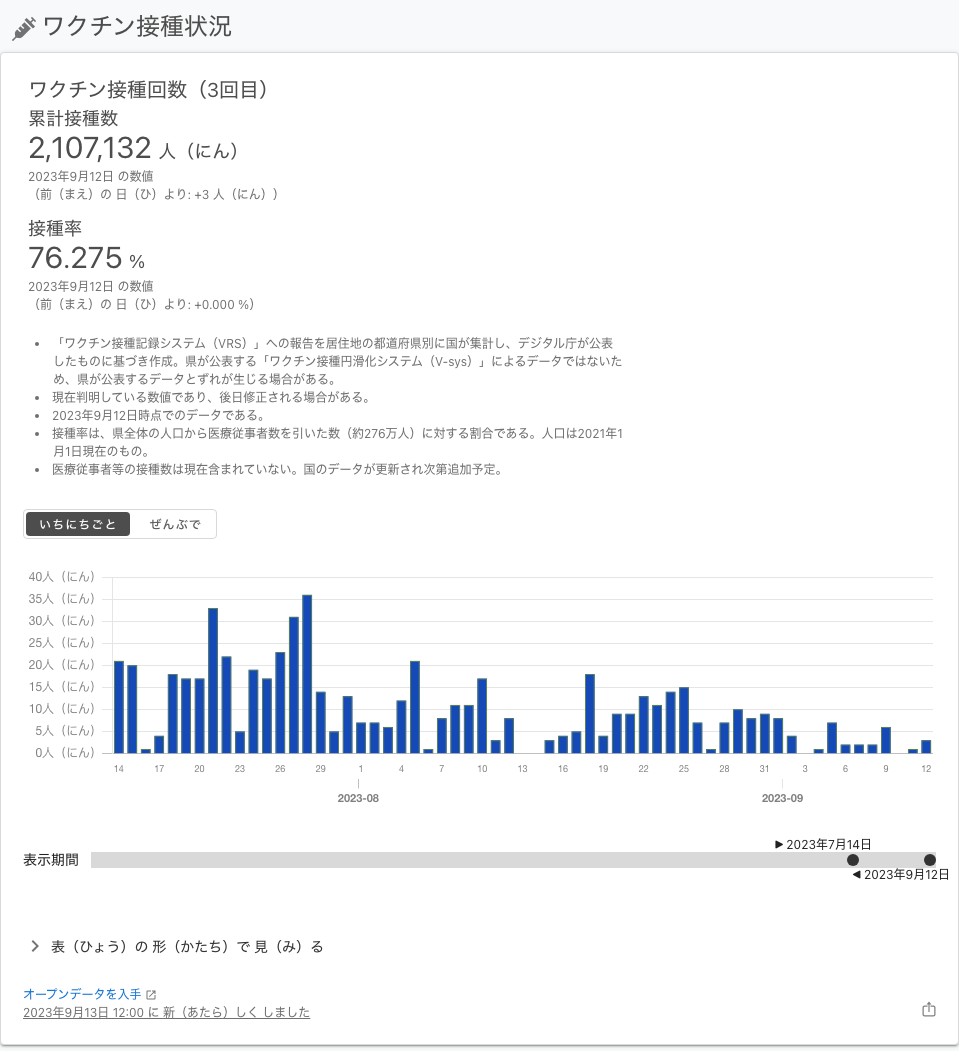 ワクチン接種状況
ワクチン接種回数（3回目）
累計接種数
2,107,132 人（にん）
2023年9月12日 の数値
（前（まえ）の 日（ひ）より: +3 人（にん））
接種率
76.275 %
2023年9月12日 の数値
（前（まえ）の 日（ひ）より: +0.000 %）
• 「ワクチン接種記録システム（VRS）」への報告を居住地の都道府県別に国が集計し、デジタル庁が公表
したものに基づき作成。県が公表する「ワクチン接種円滑化システム（V-sys）」によるデータではないた
め、県が公表するデータとずれが生じる場合がある。
• 現在判明している数値であり、後日修正される場合がある。
• 2023年9月12日時点でのデータである。
• 接種率は、県全体の人口から医療従事者数を引いた数（約276万人）に対する割合である。人口は2021年1
月1日現在のもの。
• 医療従事者等の接種数は現在含まれていない。国のデータが更新され次第追加予定。
いちにちごと ぜんぶで
40人（にん）
35人（にん）
30人（にん）
25人（にん）
20人（にん）
15人（にん）
10人（にん）
5人（にん）
0人（にん）
14 17 20 23 26 29 1 4 7 10 13 16 19 22 25 28 31 3 6 9 12
2023-08 2023-09
▶ 2023年7月14日
表示期間
◀ 2023年9月12日
表（ひょう）の 形（かたち）で 見（み）る
オープンデータを入手
2023年9月13日 12:00 に 新（あたら）しく しました